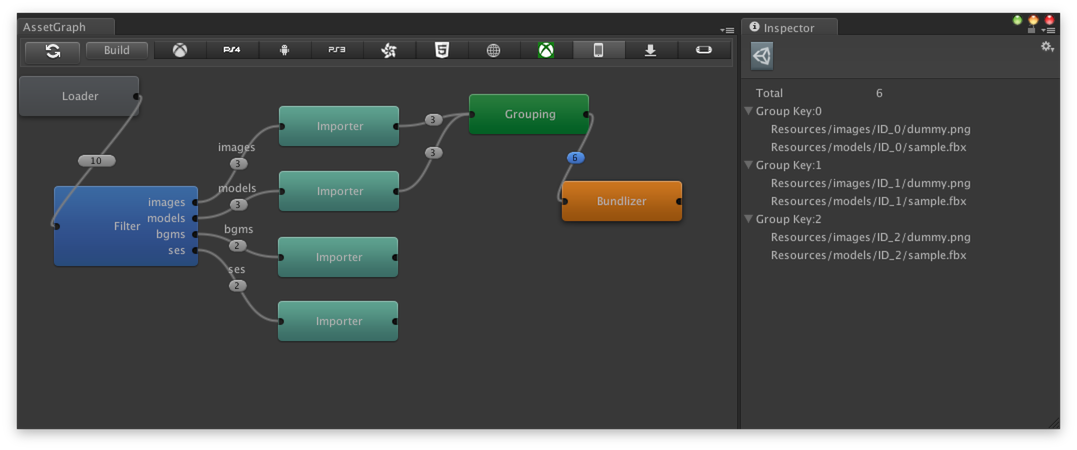 AssetGraph
Inspector
Build
PS4
PS3
Total 6
Group Key:0
Resources/images/ID_0/dummy.png
Resources/models/ID_0/sample.fbx
Group Key:1
Resources/images/ID_1/dummy.png
Resources/models/ID_1/sample.fbx
Group Key:2
Resources/images/ID_2/dummy.png
Resources/models/ID_2/sample.fbx
Loader
10
Filter
images
models
bgms
ses
images
3
models
3
bgms
2
ses
2
Importer
Importer
Importer
Importer
3
3
Grouping
6
Bundlizer